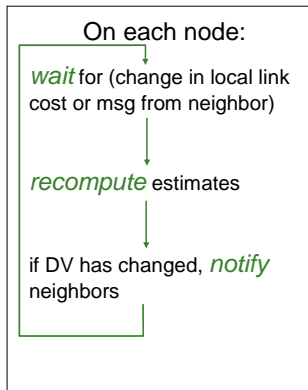 On each node:
wait for (change in local link
cost or msg from neighbor)
recompute estimates
if DV has changed, notify
neighbors